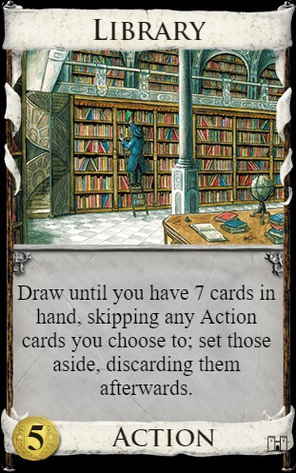 LIBRARY
Draw until you have 7 cards in
hand, skipping any Action
cards you choose to; set those
aside, discarding them
afterwards.
5
ACTION